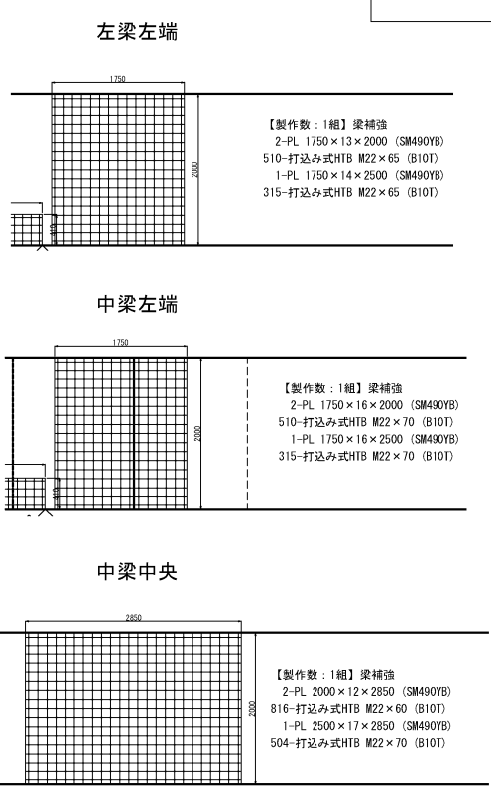 左梁左端
1750
【製作数：1組】梁補強
2-PL 1750×13×2000 (SM490YB)
510-打込み式HTB M22×65 (B10T)
1-PL 1750×14×2500 (SM490YB)
315-打込み式HTB M22×65 (B10T)
2000
410
中梁左端
1750
【製作数：1組】梁補強
2-PL 1750×16×2000 (SM490YB)
510-打込み式HTB M22×70 (B10T)
1-PL 1750×16×2500 (SM490YB)
315-打込み式HTB M22×70 (B10T)
2000
410
中梁中央
2850
【製作数：1組】梁補強
2-PL 2000×12×2850 (SM490YB)
816-打込み式HTB M22×60 (B10T)
1-PL 2500×17×2850 (SM490YB)
504-打込み式HTB M22×70 (B10T)
2000